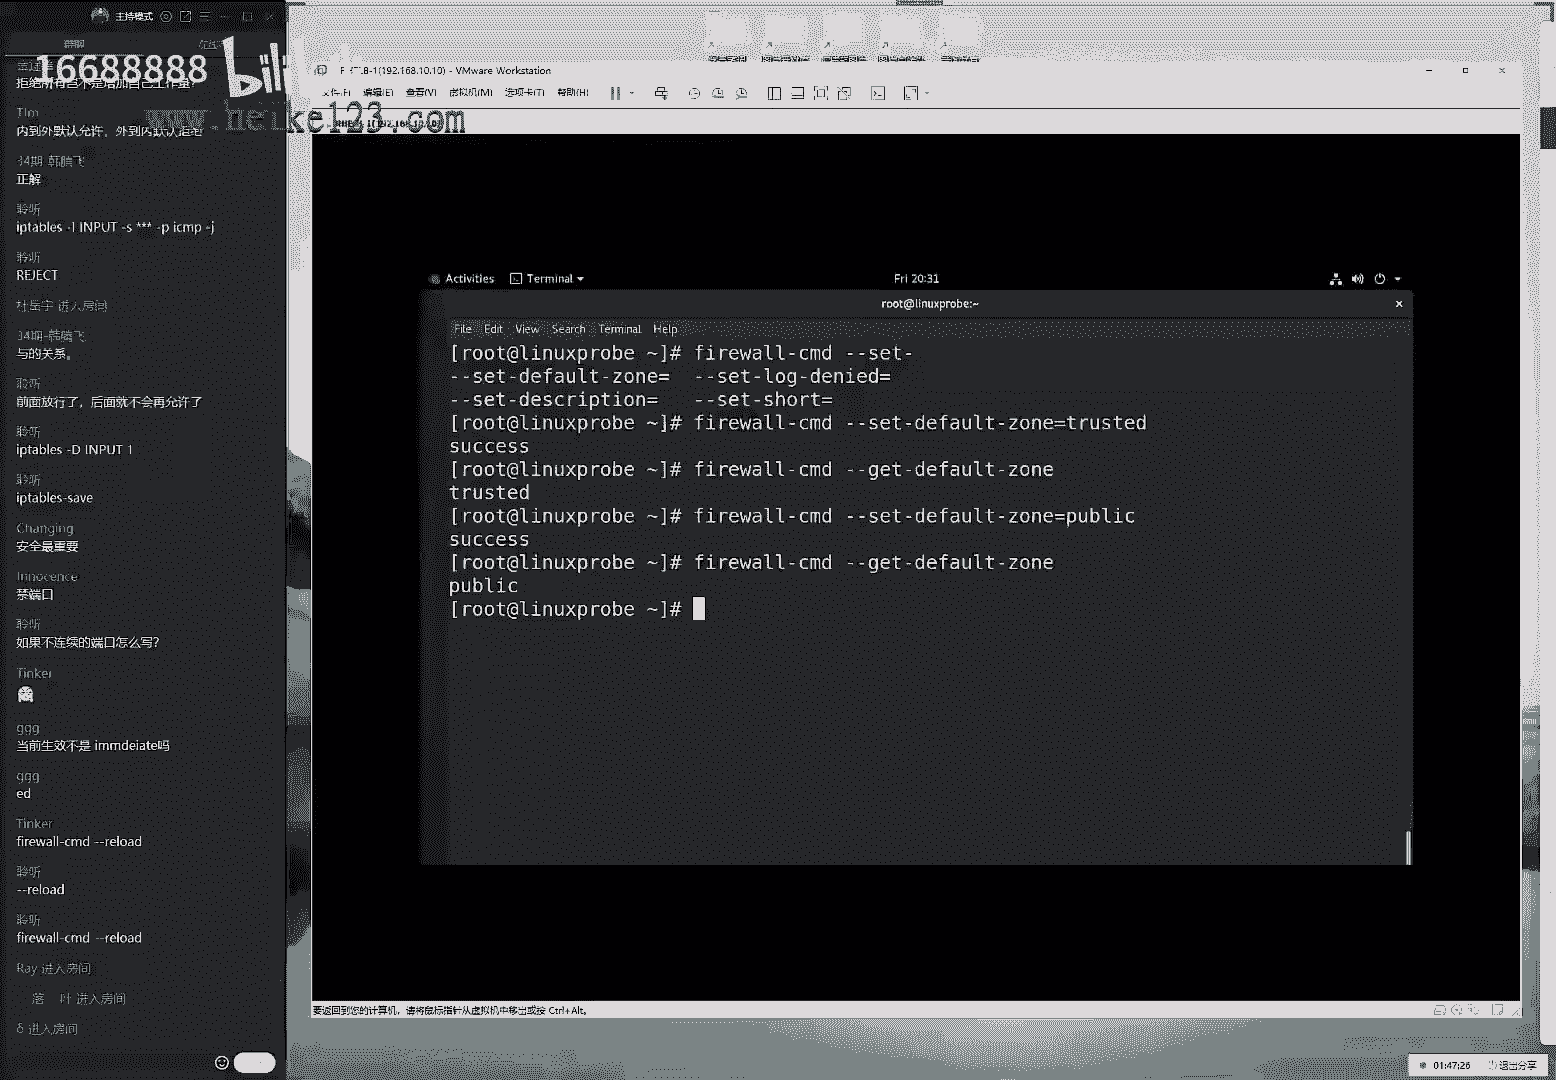 主持模式
16688888
bili
www.heike123.com
拒绝所有岂不是增加自己工作量?
Tim
内到外默认允许，外到内默认拒绝
34期-韩腾飞
正解
聆听
iptables -I INPUT -s *** -p icmp -j
聆听
REJECT
杜岳宇 进入房间
34期-韩腾飞
与的关系。
聆听
前面放行了，后面就不会再允许了
聆听
iptables -D INPUT 1
聆听
iptables-save
Changing
安全最重要
Innocence
禁端口
聆听
如果不连续的端口怎么写?
Tinker
ggg
当前生效不是 immdeiate吗
ggg
ed
Tinker
firewall-cmd --reload
聆听
--reload
聆听
firewall-cmd --reload
Ray 进入房间
落 叶 进入房间
δ 进入房间
(192.168.10.10) - VMware Workstation
文件(F) 编辑(E) 查看(V) 虚拟机(M) 选项卡(T) 帮助(H)
Activities Terminal Fri 20:31
root@linuxprobe:~
File Edit View Search Terminal Help
[root@linuxprobe ~]# firewall-cmd --set-
--set-default-zone= --set-log-denied=
--set-description= --set-short=
[root@linuxprobe ~]# firewall-cmd --set-default-zone=trusted
success
[root@linuxprobe ~]# firewall-cmd --get-default-zone
trusted
[root@linuxprobe ~]# firewall-cmd --set-default-zone=public
success
[root@linuxprobe ~]# firewall-cmd --get-default-zone
public
[root@linuxprobe ~]#
要返回到您的计算机，请将鼠标指针从虚拟机中移出或按 Ctrl+Alt。
01:47:26 退出分享